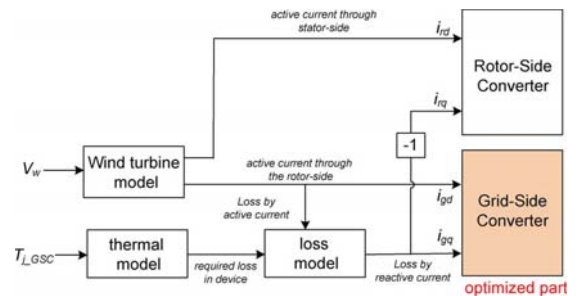 active current through
stator-side
i_rd
Rotor-Side
Converter
i_rq
-1
V_w
Wind turbine
model
active current through
the rotor-side
i_gd
Loss by
active current
Grid-Side
Converter
T_j_GSC
thermal
model
required loss
in device
loss
model
i_gq
Loss by
reactive current
optimized part